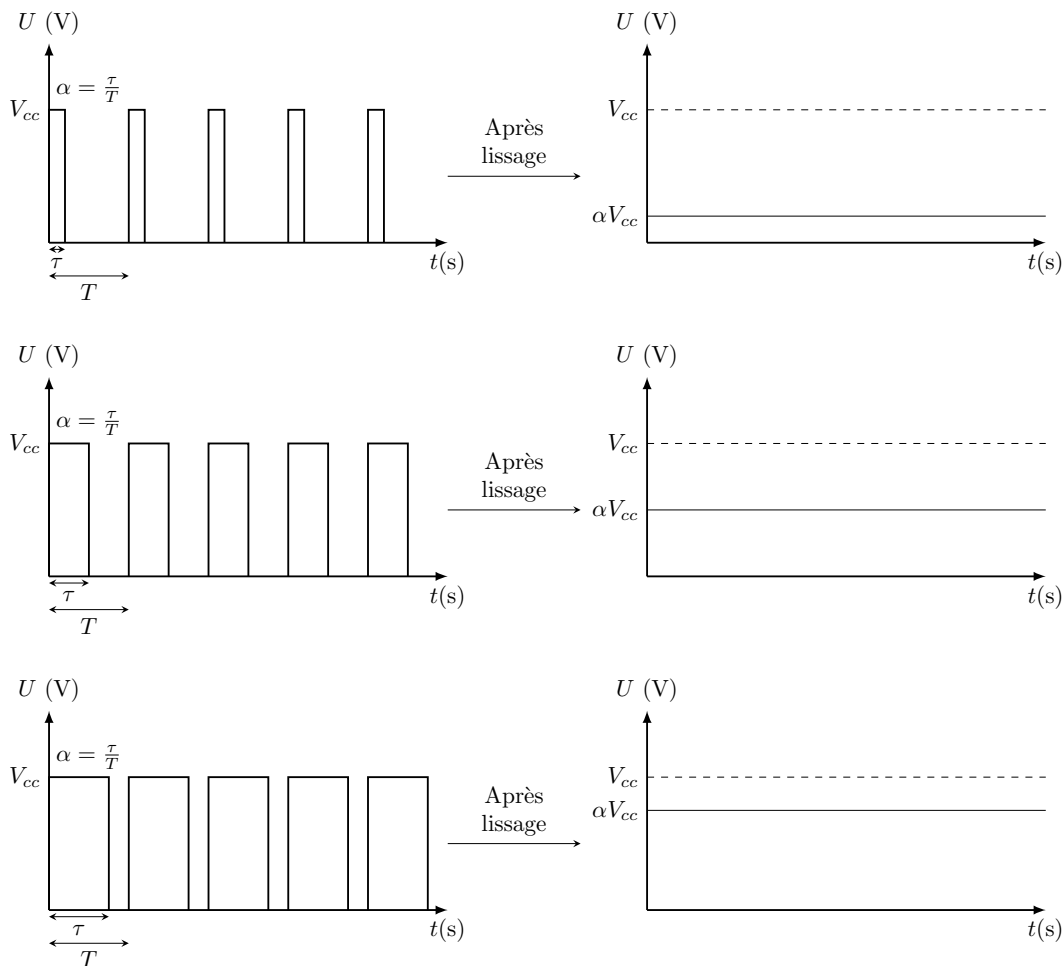 U (V)
α = τ/T
V_cc
τ
T
t(s)
Après
lissage
U (V)
V_cc
αV_cc
t(s)
U (V)
α = τ/T
V_cc
τ
T
t(s)
Après
lissage
U (V)
V_cc
αV_cc
t(s)
U (V)
α = τ/T
V_cc
τ
T
t(s)
Après
lissage
U (V)
V_cc
αV_cc
t(s)